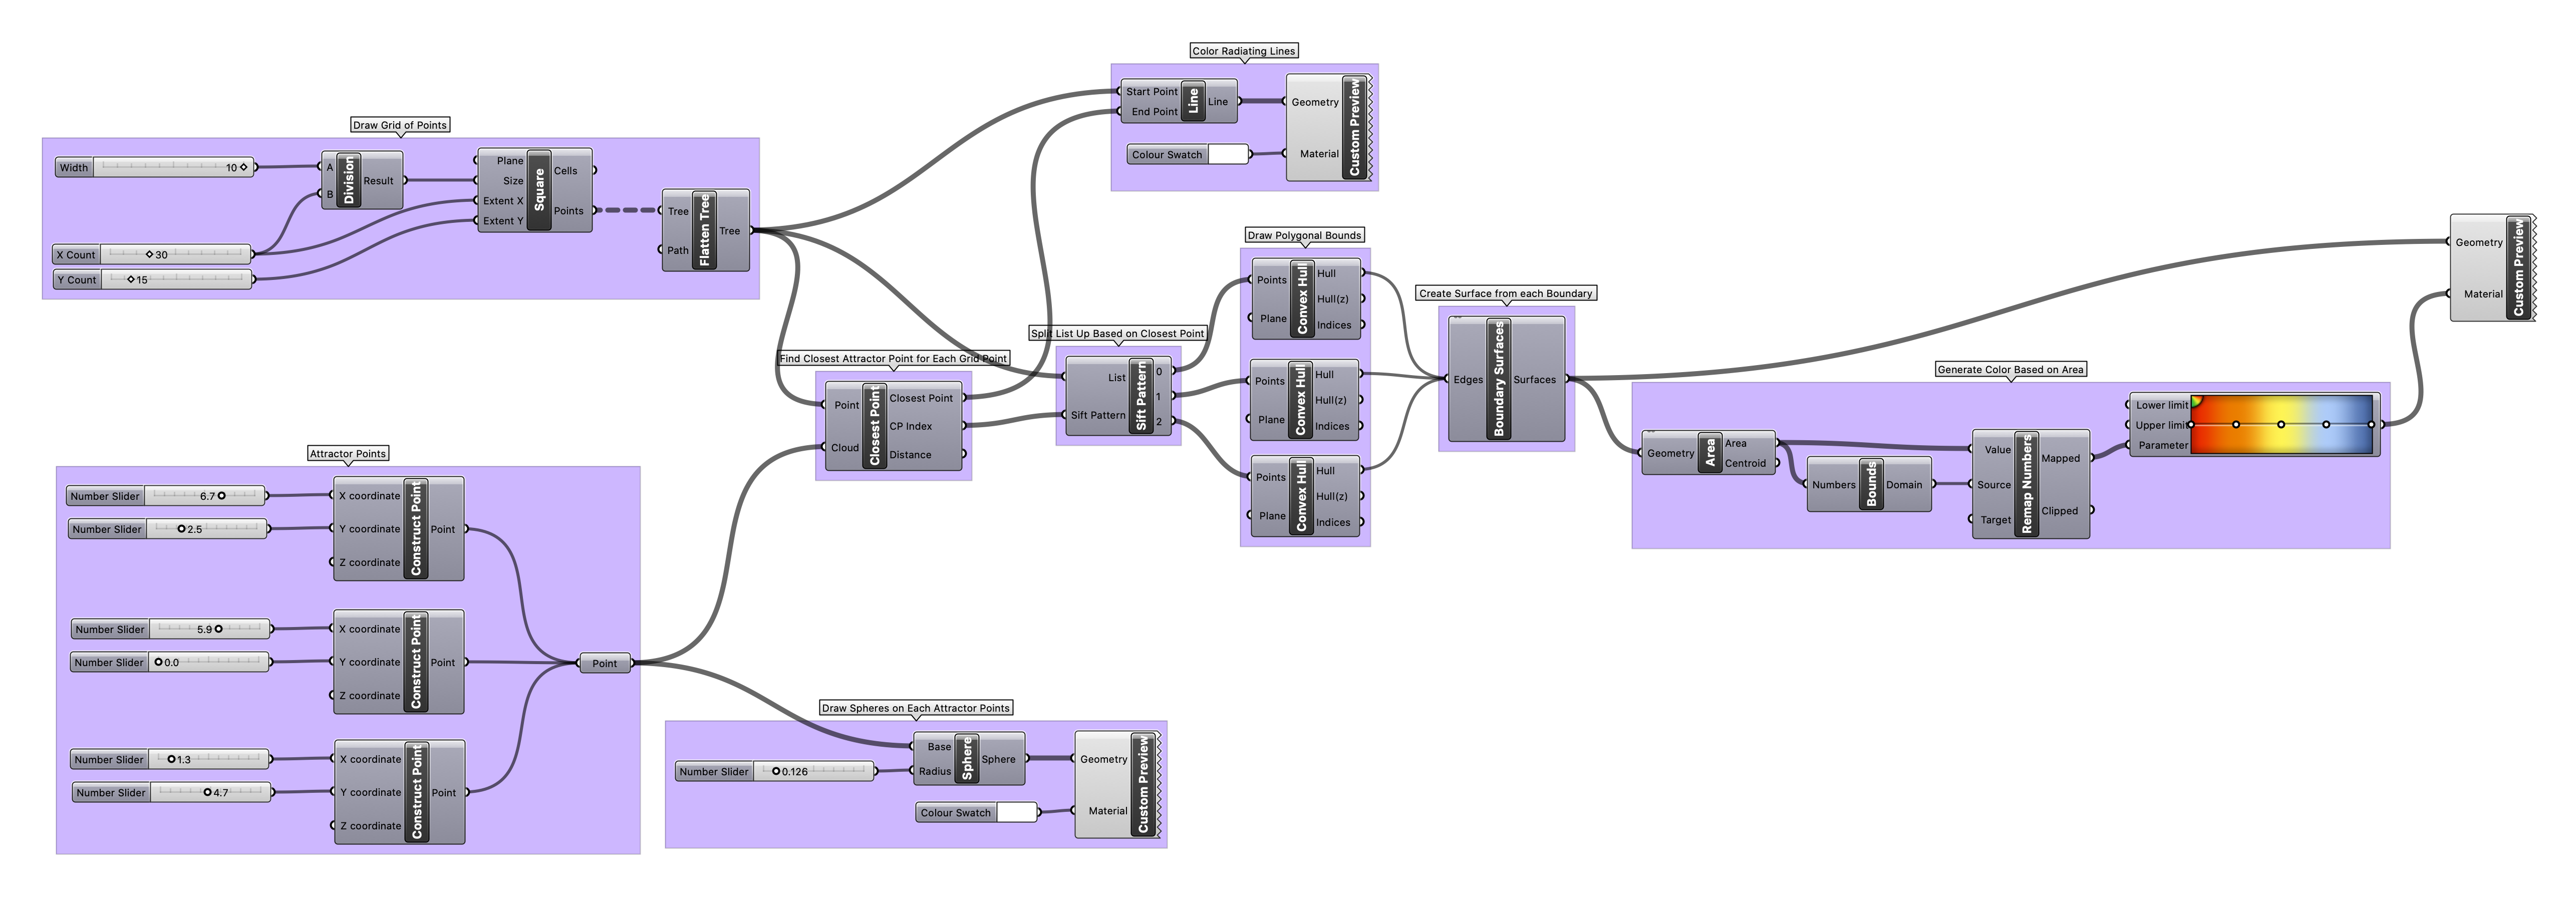 Draw Grid of Points
Width 10
X Count 30
Y Count 15
A
B
Division
Result
Plane
Size
Extent X
Extent Y
Square
Cells
Points
Tree
Path
Flatten Tree
Tree
Color Radiating Lines
Start Point
End Point
Line
Line
Colour Swatch
Geometry
Material
Custom Preview
Attractor Points
Number Slider 6.7
Number Slider 2.5
X coordinate
Y coordinate
Z coordinate
Construct Point
Point
Number Slider 5.9
Number Slider 0.0
X coordinate
Y coordinate
Z coordinate
Construct Point
Point
Number Slider 1.3
Number Slider 4.7
X coordinate
Y coordinate
Z coordinate
Construct Point
Point
Point
Find Closest Attractor Point for Each Grid Point
Point
Cloud
Closest Point
Closest Point
CP Index
Distance
Split List Up Based on Closest Point
List
Sift Pattern
Sift Pattern
0
1
2
Draw Polygonal Bounds
Points
Plane
Convex Hull
Hull
Hull(z)
Indices
Points
Plane
Convex Hull
Hull
Hull(z)
Indices
Points
Plane
Convex Hull
Hull
Hull(z)
Indices
Create Surface from each Boundary
Edges
Boundary Surfaces
Surfaces
Draw Spheres on Each Attractor Points
Number Slider 0.126
Base
Radius
Sphere
Sphere
Colour Swatch
Geometry
Material
Custom Preview
Generate Color Based on Area
Geometry
Area
Area
Centroid
Numbers
Bounds
Domain
Value
Source
Target
Remap Numbers
Mapped
Clipped
Lower limit
Upper limit
Parameter
Geometry
Material
Custom Preview